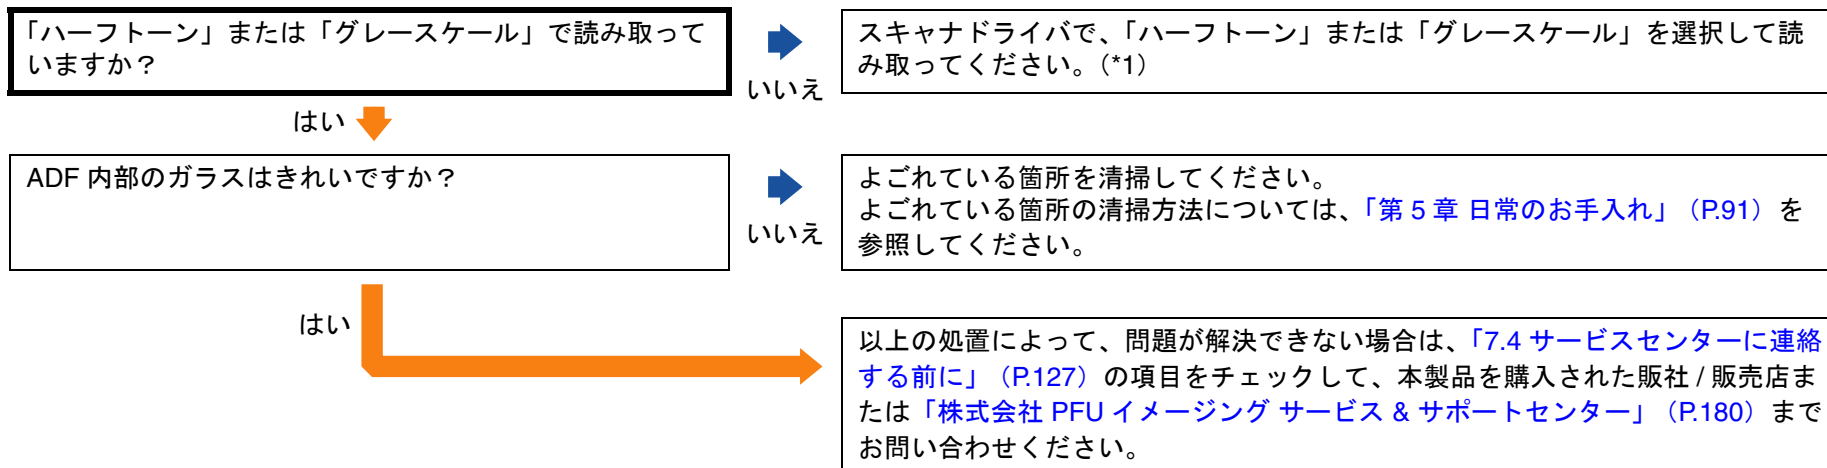 「ハーフトーン」または「グレースケール」で読み取って
いますか？
いいえ
スキャナドライバで、「ハーフトーン」または「グレースケール」を選択して読
み取ってください。（*1）
はい
ADF 内部のガラスはきれいですか？
いいえ
よごれている箇所を清掃してください。
よごれている箇所の清掃方法については、「第 5 章 日常のお手入れ」（P.91）を
参照してください。
はい
以上の処置によって、問題が解決できない場合は、「7.4 サービスセンターに連絡
する前に」（P.127）の項目をチェックして、本製品を購入された販社 / 販売店ま
たは「株式会社 PFU イメージング サービス & サポートセンター」（P.180）まで
お問い合わせください。